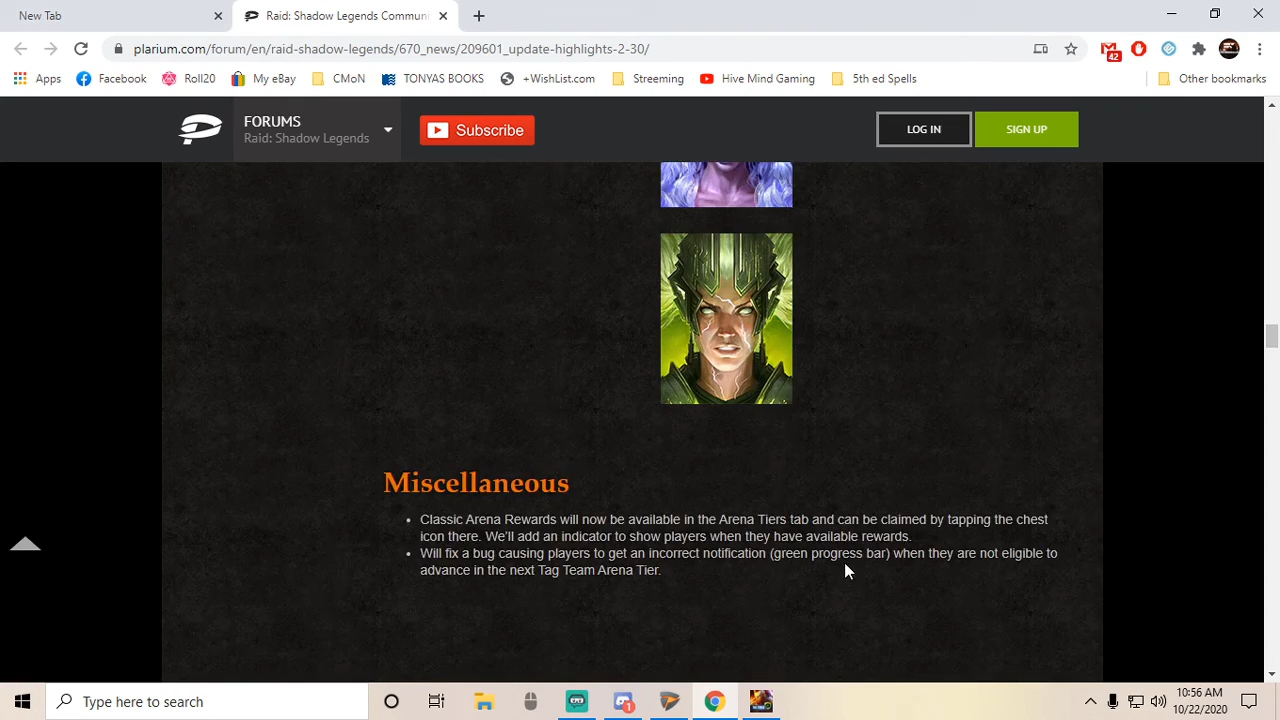 New Tab
Raid: Shadow Legends Commun
plarium.com/forum/en/raid-shadow-legends/670_news/209601_update-highlights-2-30/
42
Apps
Facebook
Roll20
My eBay
CMoN
TONYAS BOOKS
+WishList.com
Streeming
Hive Mind Gaming
5th ed Spells
Other bookmarks
FORUMS
Raid: Shadow Legends
Subscribe
LOG IN
SIGN UP
Miscellaneous
• Classic Arena Rewards will now be available in the Arena Tiers tab and can be claimed by tapping the chest
icon there. We'll add an indicator to show players when they have available rewards.
• Will fix a bug causing players to get an incorrect notification (green progress bar) when they are not eligible to
advance in the next Tag Team Arena Tier.
Type here to search
1
10:56 AM
10/22/2020